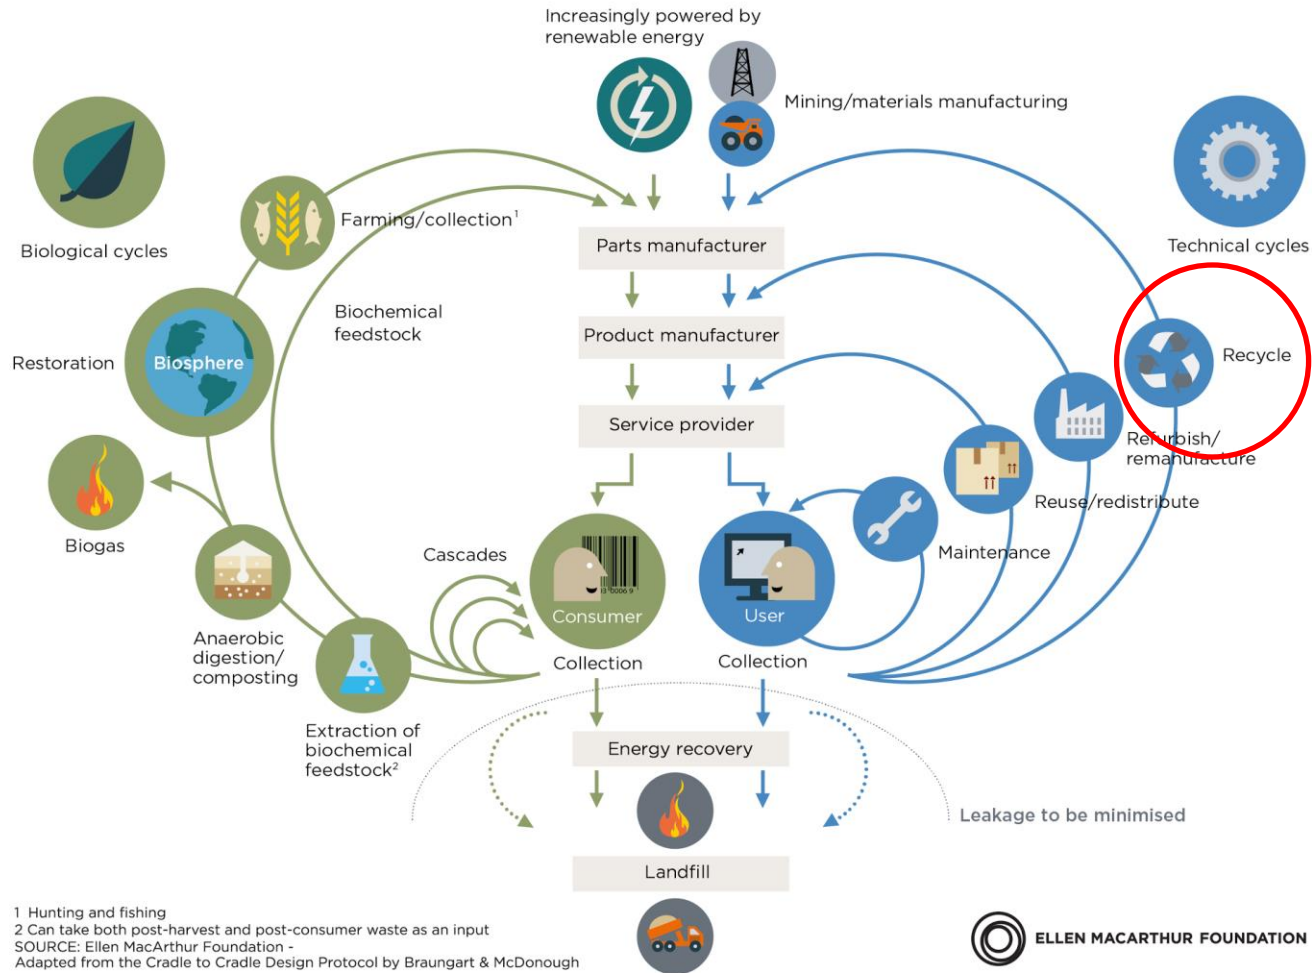 Increasingly powered by
renewable energy
Mining/materials manufacturing
Biological cycles
Farming/collection1
Parts manufacturer
Technical cycles
Biochemical
feedstock
Product manufacturer
Restoration
Biosphere
Recycle
Service provider
Refurbish/
remanufacture
Reuse/redistribute
Biogas
Cascades
Maintenance
Consumer
User
Anaerobic
digestion/
composting
Collection
Collection
Extraction of
biochemical
feedstock2
Energy recovery
Leakage to be minimised
Landfill
1 Hunting and fishing
2 Can take both post-harvest and post-consumer waste as an input
SOURCE: Ellen MacArthur Foundation -
Adapted from the Cradle to Cradle Design Protocol by Braungart & McDonough
ELLEN MACARTHUR FOUNDATION